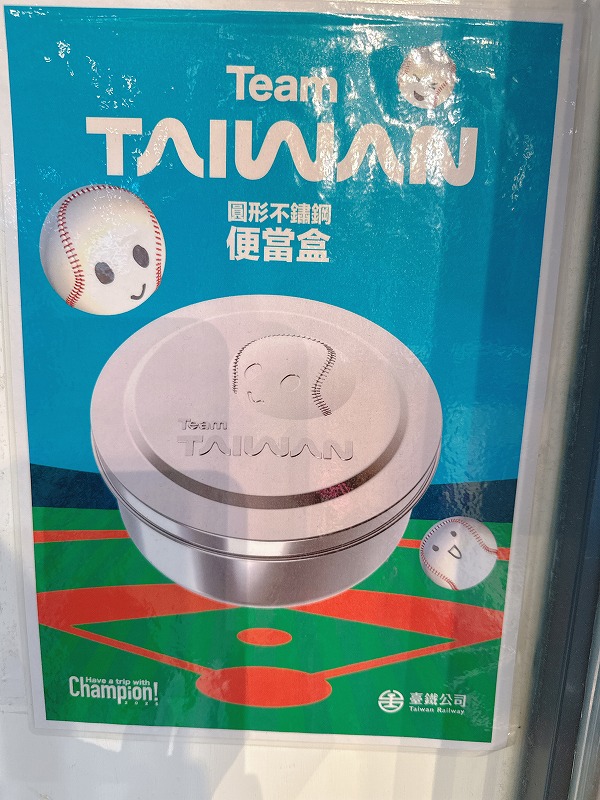 Team
TAIWAN
圓形不鏽鋼
便當盒
Team
TAIWAN
Have a trip with
Champion!
臺鐵公司
Taiwan Railway